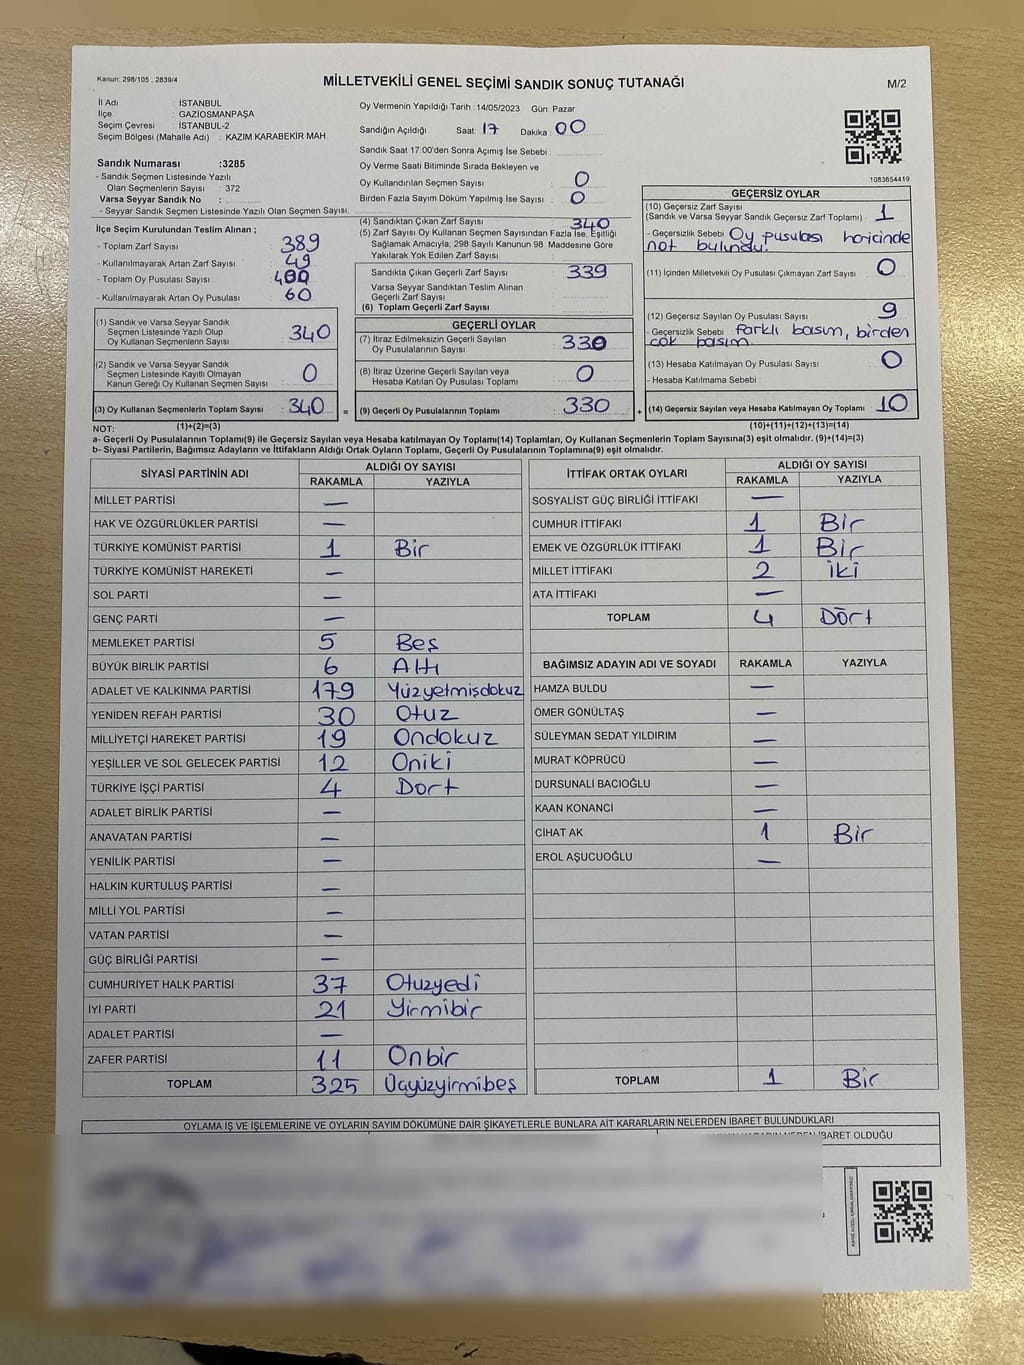 Kanun: 298/105 , 2839/4
MİLLETVEKİLİ GENEL SEÇİMİ SANDIK SONUÇ TUTANAĞI
M/2
İl Adı : İSTANBUL
İlçe : GAZİOSMANPAŞA
Seçim Çevresi : İSTANBUL-2
Seçim Bölgesi (Mahalle Adı) : KAZIM KARABEKİR MAH.
Sandık Numarası :3285
- Sandık Seçmen Listesinde Yazılı
Olan Seçmenlerin Sayısı : 372
Varsa Seyyar Sandık No :
- Seyyar Sandık Seçmen Listesinde Yazılı Olan Seçmen Sayısı:
Oy Vermenin Yapıldığı Tarih : 14/05/2023 Gün: Pazar
Sandığın Açıldığı Saat: 17 Dakika : 00
Sandık Saat 17:00'den Sonra Açımış İse Sebebi :
Oy Verme Saati Bitiminde Sırada Bekleyen ve
Oy Kullandırılan Seçmen Sayısı : 0
Birden Fazla Sayım Döküm Yapılmış İse Sayısı : 0
1083654419
İlçe Seçim Kurulundan Teslim Alınan ;
- Toplam Zarf Sayısı : 389
- Kullanılmayarak Artan Zarf Sayısı : 49
- Toplam Oy Pusulası Sayısı : 400
- Kullanılmayarak Artan Oy Pusulası : 60
(4) Sandıktan Çıkan Zarf Sayısı : 340
(5) Zarf Sayısı Oy Kullanan Seçmen Sayısından Fazla İse, Eşitliği
Sağlamak Amacıyla, 298 Sayılı Kanunun 98. Maddesine Göre
Yakılarak Yok Edilen Zarf Sayısı :
Sandıkta Çıkan Geçerli Zarf Sayısı : 339
Varsa Seyyar Sandıktan Teslim Alınan
Geçerli Zarf Sayısı :
(6) Toplam Geçerli Zarf Sayısı :
GEÇERSİZ OYLAR
(10) Geçersiz Zarf Sayısı
(Sandık ve Varsa Seyyar Sandık Geçersiz Zarf Toplamı) : 1
- Geçersizlik Sebebi : Oy pusulası haricinde
not bulundu.
(11) İçinden Milletvekili Oy Pusulası Çıkmayan Zarf Sayısı : 0
(12) Geçersiz Sayılan Oy Pusulası Sayısı : 9
- Geçersizlik Sebebi : farklı basım, birden
çok basım.
(13) Hesaba Katılmayan Oy Pusulası Sayısı : 0
- Hesaba Katılmama Sebebi :
(14) Geçersiz Sayılan veya Hesaba Katılmayan Oy Toplamı : 10
(10)+(11)+(12)+(13)=(14)
(1) Sandık ve Varsa Seyyar Sandık
Seçmen Listesinde Yazılı Olup
Oy Kullanan Seçmenlerin Sayısı : 340
(2) Sandık ve Varsa Seyyar Sandık
Seçmen Listesinde Kayıtlı Olmayan
Kanun Gereği Oy Kullanan Seçmen Sayısı : 0
(3) Oy Kullanan Seçmenlerin Toplam Sayısı : 340 =
(1)+(2)=(3)
GEÇERLİ OYLAR
(7) İtiraz Edilmeksizin Geçerli Sayılan
Oy Pusulalarının Sayısı : 330
(8) İtiraz Üzerine Geçerli Sayılan veya
Hesaba Katılan Oy Pusulası Toplamı : 0
(9) Geçerli Oy Pusulalarının Toplamı : 330 +
NOT:
a- Geçerli Oy Pusulalarının Toplamı(9) ile Geçersiz Sayılan veya Hesaba katılmayan Oy Toplamı(14) Toplamları, Oy Kullanan Seçmenlerin Toplam Sayısına(3) eşit olmalıdır. (9)+(14)=(3)
b- Siyasi Partilerin, Bağımsız Adayların ve İttifakların Aldığı Ortak Oyların Toplamı, Geçerli Oy Pusulalarının Toplamına(9) eşit olmalıdır.
SİYASİ PARTİNİN ADI ALDIĞI OY SAYISI
RAKAMLA YAZIYLA
MİLLET PARTİSİ —
HAK VE ÖZGÜRLÜKLER PARTİSİ —
TÜRKİYE KOMÜNİST PARTİSİ 1 Bir
TÜRKİYE KOMÜNİST HAREKETİ —
SOL PARTİ —
GENÇ PARTİ —
MEMLEKET PARTİSİ 5 Beş
BÜYÜK BİRLİK PARTİSİ 6 Altı
ADALET VE KALKINMA PARTİSİ 179 Yüzyetmişdokuz
YENİDEN REFAH PARTİSİ 30 Otuz
MİLLİYETÇİ HAREKET PARTİSİ 19 Ondokuz
YEŞİLLER VE SOL GELECEK PARTİSİ 12 Oniki
TÜRKİYE İŞÇİ PARTİSİ 4 Dört
ADALET BİRLİK PARTİSİ —
ANAVATAN PARTİSİ —
YENİLİK PARTİSİ —
HALKIN KURTULUŞ PARTİSİ —
MİLLİ YOL PARTİSİ —
VATAN PARTİSİ —
GÜÇ BİRLİĞİ PARTİSİ —
CUMHURİYET HALK PARTİSİ 37 Otuzyedi
İYİ PARTİ 21 Yirmibir
ADALET PARTİSİ —
ZAFER PARTİSİ 11 Onbir
TOPLAM 325 Üçyüzyirmibeş
İTTİFAK ORTAK OYLARI ALDIĞI OY SAYISI
RAKAMLA YAZIYLA
SOSYALİST GÜÇ BİRLİĞİ İTTİFAKI —
CUMHUR İTTİFAKI 1 Bir
EMEK VE ÖZGÜRLÜK İTTİFAKI 1 Bir
MİLLET İTTİFAKI 2 İki
ATA İTTİFAKI —
TOPLAM 4 Dört
BAĞIMSIZ ADAYIN ADI VE SOYADI RAKAMLA YAZIYLA
HAMZA BULDU —
ÖMER GÖNÜLTAŞ —
SÜLEYMAN SEDAT YILDIRIM —
MURAT KÖPRÜCÜ —
DURSUNALİ BACIOĞLU —
KAAN KONANCİ —
CİHAT AK 1 Bir
EROL AŞUCUOĞLU —
TOPLAM 1 Bir
OYLAMA İŞ VE İŞLEMLERİNE VE OYLARIN SAYIM DÖKÜMÜNE DAİR ŞİKAYETLERLE BUNLARA AİT KARARLARIN NELERDEN İBARET BULUNDUKLARI
İBARET OLDUĞU